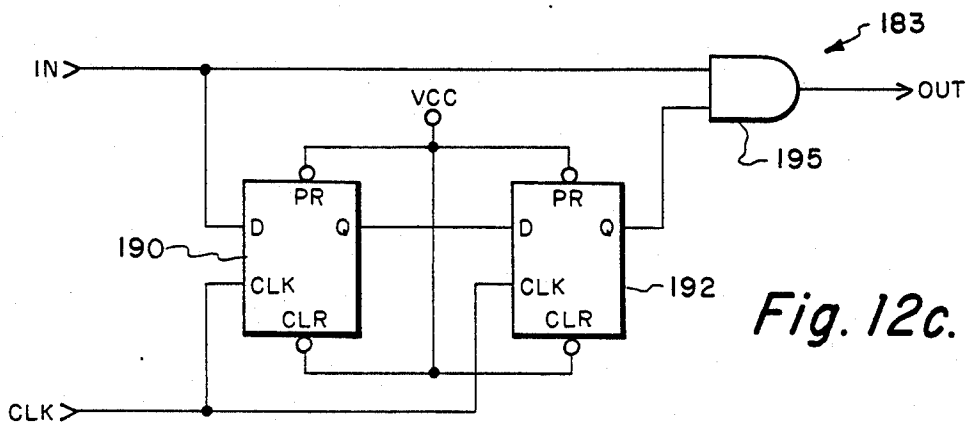 183
IN
OUT
VCC
195
PR
PR
D
Q
D
Q
190
CLK
CLK
192
CLR
CLR
Fig. 12c.
CLK